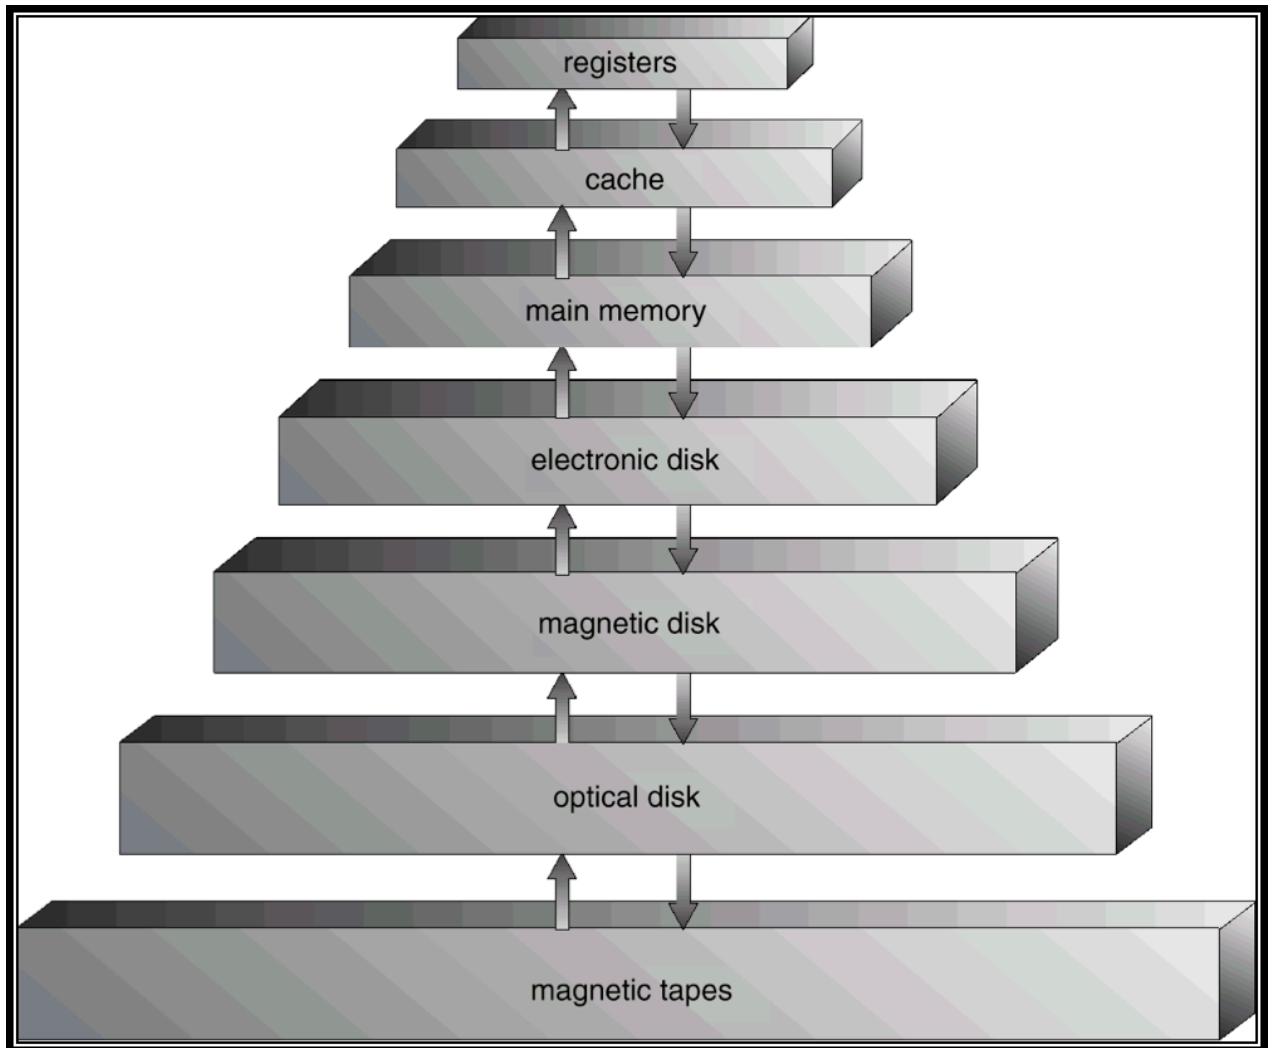 registers
cache
main memory
electronic disk
magnetic disk
optical disk
magnetic tapes